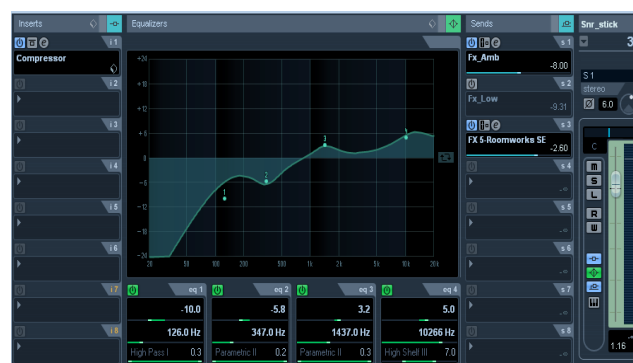 Inserts Equalizers Sends Snr_stick
i 1 s 1 3
Compressor Fx_Amb
-8.00
i 2 s 2 S 1
Fx_Low stereo
-9.31 6.0
i 3 s 3
FX 5-Roomworks SE C
-2.60
i 4 s 4 m
S
L
i 5 s 5 R
W
i 6 s 6
i 7 s 7
i 8 s 8
1.16
+24
+18
+12
+6
0
-6
-12
-18
-24
20 50 100 200 500 1k 2k 5k 10k 20k
1 2 3 4
eq 1 eq 2 eq 3 eq 4
-10.0 -5.8 3.2 5.0
126.0 Hz 347.0 Hz 1437.0 Hz 10266 Hz
High Pass I 0.3 Parametric II 0.2 Parametric II 0.3 High Shelf III 7.0